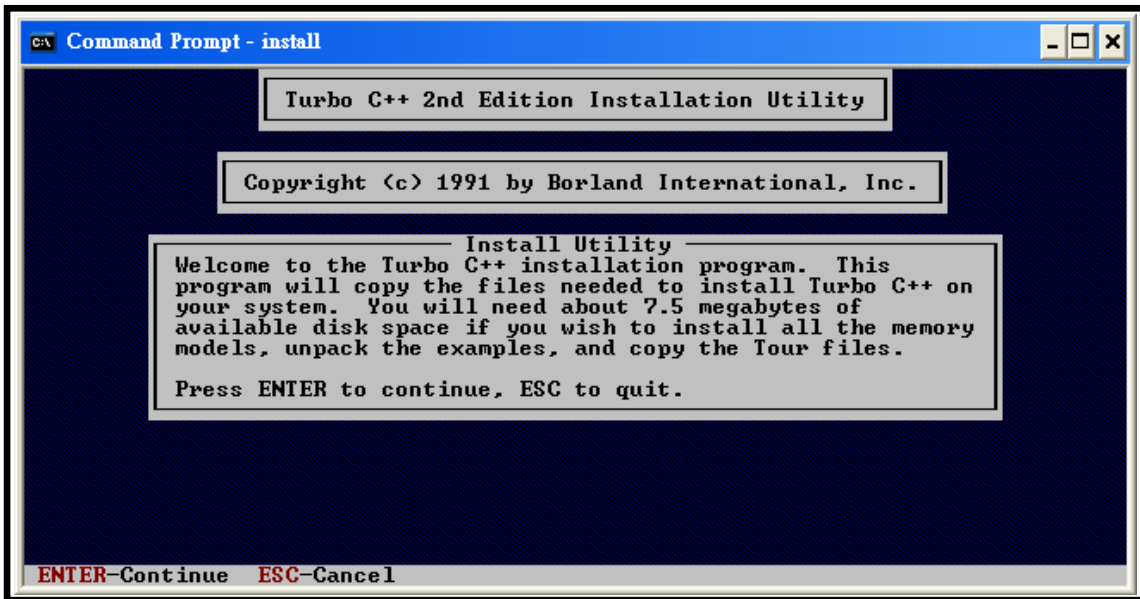 Command Prompt - install
Turbo C++ 2nd Edition Installation Utility
Copyright (c) 1991 by Borland International, Inc.
Install Utility
Welcome to the Turbo C++ installation program.  This
program will copy the files needed to install Turbo C++ on
your system.  You will need about 7.5 megabytes of
available disk space if you wish to install all the memory
models, unpack the examples, and copy the Tour files.
Press ENTER to continue, ESC to quit.
ENTER-Continue  ESC-Cancel